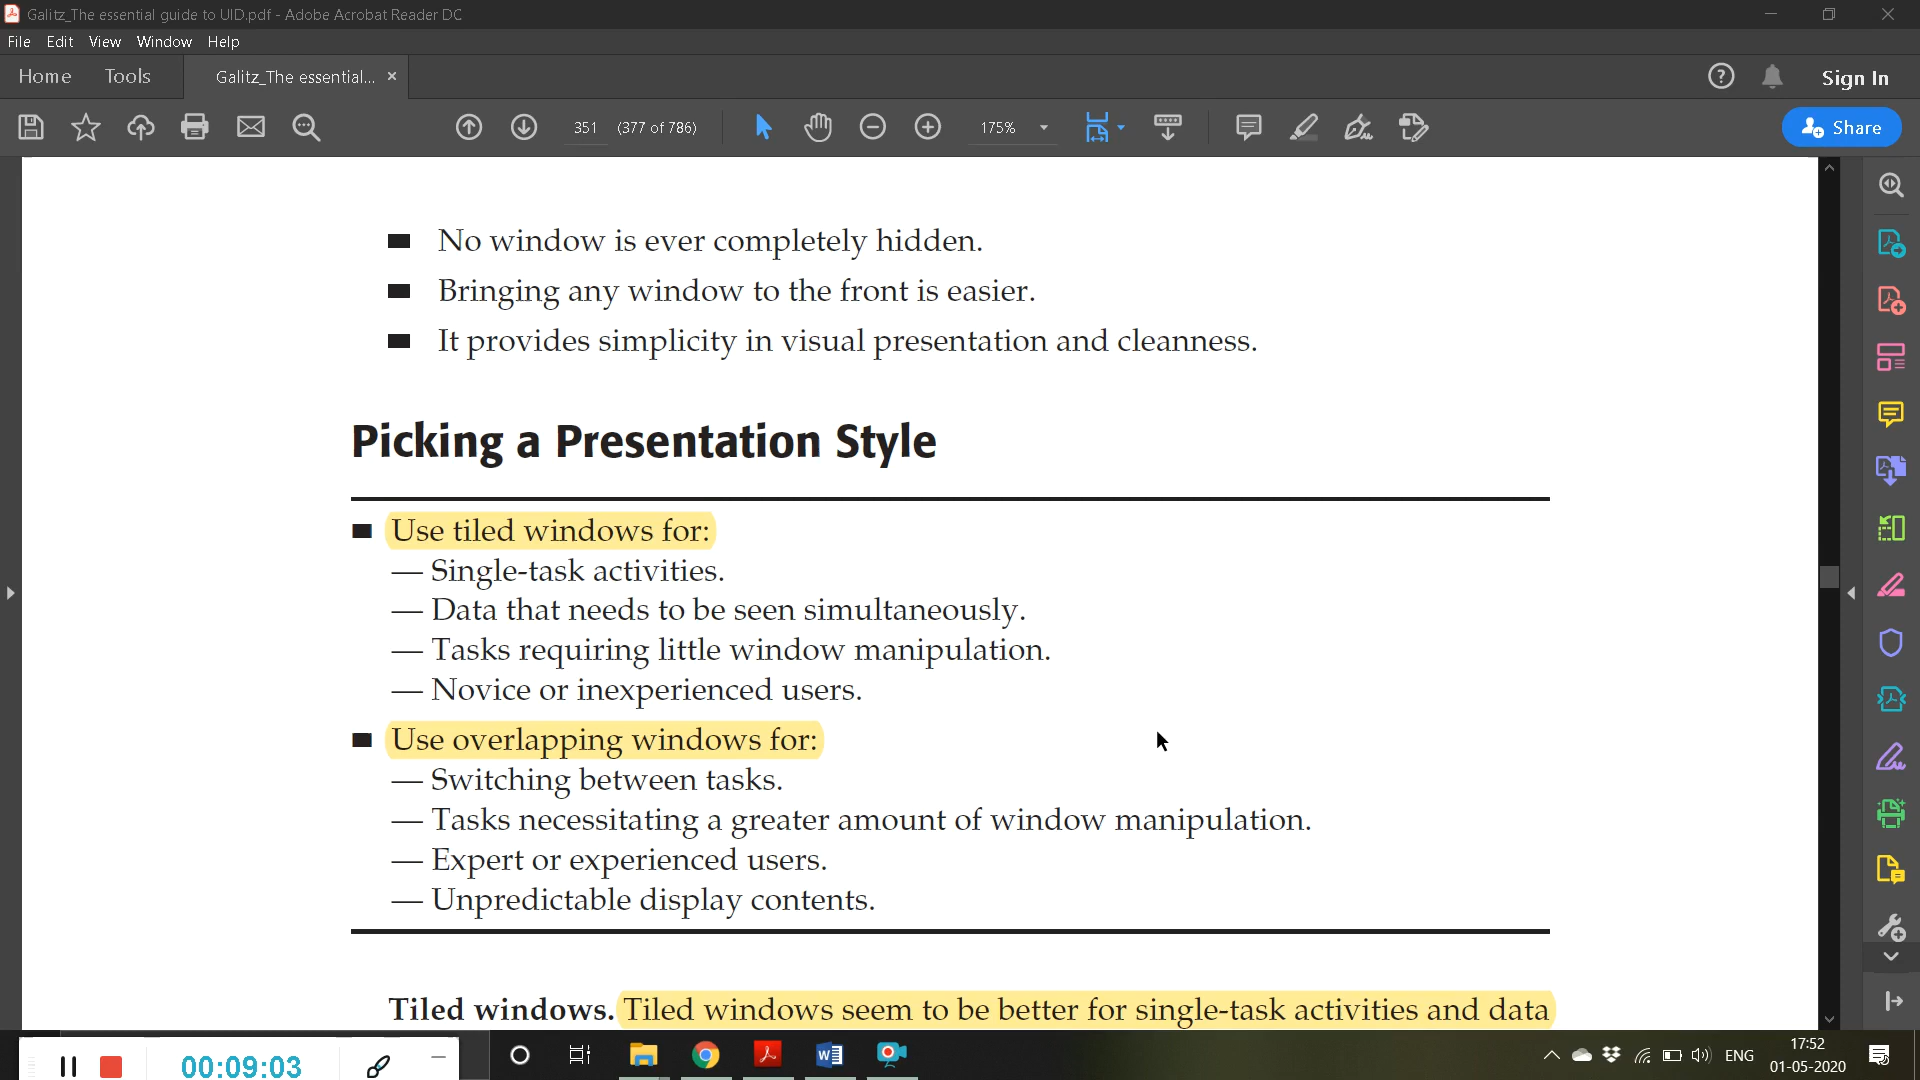 Galitz_The essential guide to UID.pdf - Adobe Acrobat Reader DC
File Edit View Window Help
Home Tools Galitz_The essential... × Sign In
351 (377 of 786) 175% Share
■ No window is ever completely hidden.
■ Bringing any window to the front is easier.
■ It provides simplicity in visual presentation and cleanness.
Picking a Presentation Style
■ Use tiled windows for:
— Single-task activities.
— Data that needs to be seen simultaneously.
— Tasks requiring little window manipulation.
— Novice or inexperienced users.
■ Use overlapping windows for:
— Switching between tasks.
— Tasks necessitating a greater amount of window manipulation.
— Expert or experienced users.
— Unpredictable display contents.
Tiled windows. Tiled windows seem to be better for single-task activities and data
00:09:03 ENG 17:52
01-05-2020